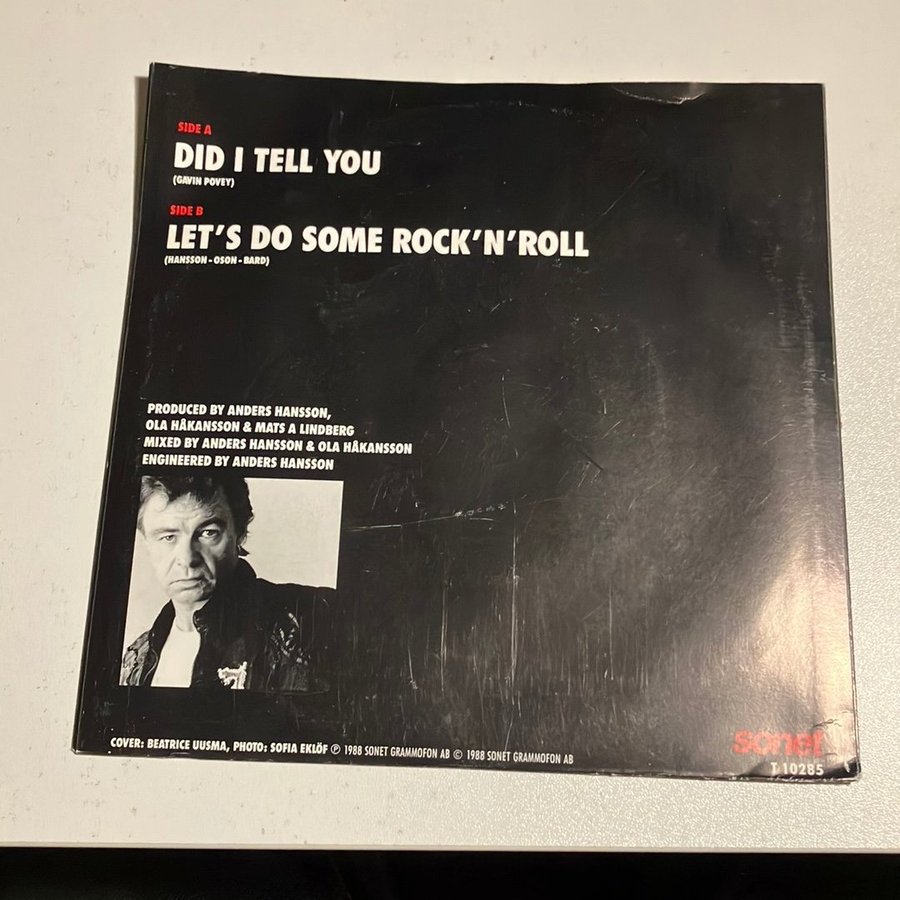 SIDE A
DID I TELL YOU
(GAVIN POVEY)
SIDE B
LET'S DO SOME ROCK'N'ROLL
(HANSSON - OSON - BARD)
PRODUCED BY ANDERS HANSSON,
OLA HÅKANSSON & MATS A LINDBERG
MIXED BY ANDERS HANSSON & OLA HÅKANSSON
ENGINEERED BY ANDERS HANSSON
COVER: BEATRICE UUSMA, PHOTO: SOFIA EKLÖF ℗ 1988 SONET GRAMMOFON AB © 1988 SONET GRAMMOFON AB
sonet
T 10285